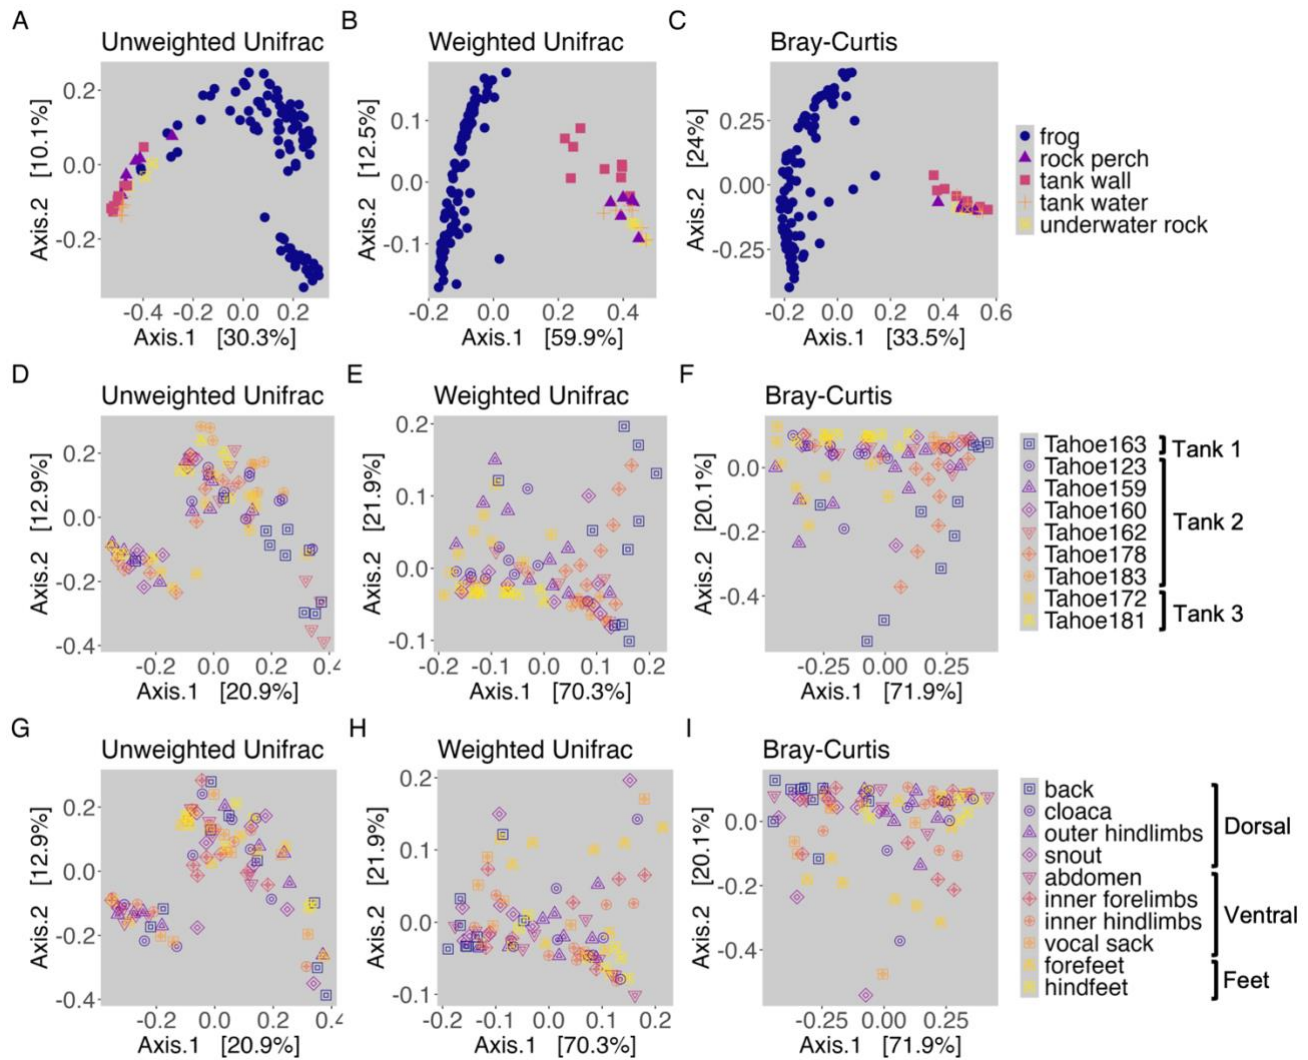 A
B
C
Unweighted Unifrac
Weighted Unifrac
Bray-Curtis
Axis.2 [10.1%]
0.2
0.0
-0.2
-0.4 -0.2 0.0 0.2
Axis.1 [30.3%]
Axis.2 [12.5%]
0.1
0.0
-0.1
-0.2 0.0 0.2 0.4
Axis.1 [59.9%]
Axis.2 [24%]
0.25
0.00
-0.25
-0.2 0.0 0.2 0.4 0.6
Axis.1 [33.5%]
frog
rock perch
tank wall
tank water
underwater rock
D
E
F
Unweighted Unifrac
Weighted Unifrac
Bray-Curtis
Axis.2 [12.9%]
0.2
0.0
-0.2
-0.4
-0.2 0.0 0.2
Axis.1 [20.9%]
Axis.2 [21.9%]
0.2
0.1
0.0
-0.1
-0.2 -0.1 0.0 0.1 0.2
Axis.1 [70.3%]
Axis.2 [20.1%]
0.0
-0.2
-0.4
-0.25 0.00 0.25
Axis.1 [71.9%]
Tahoe163
Tahoe123
Tahoe159
Tahoe160
Tahoe162
Tahoe178
Tahoe183
Tahoe172
Tahoe181
Tank 1
Tank 2
Tank 3
G
H
I
Unweighted Unifrac
Weighted Unifrac
Bray-Curtis
Axis.2 [12.9%]
0.2
0.0
-0.2
-0.4
-0.2 0.0 0.2
Axis.1 [20.9%]
Axis.2 [21.9%]
0.2
0.1
0.0
-0.1
-0.2 -0.1 0.0 0.1 0.2
Axis.1 [70.3%]
Axis.2 [20.1%]
0.0
-0.2
-0.4
-0.25 0.00 0.25
Axis.1 [71.9%]
back
cloaca
outer hindlimbs
snout
abdomen
inner forelimbs
inner hindlimbs
vocal sack
forefeet
hindfeet
Dorsal
Ventral
Feet